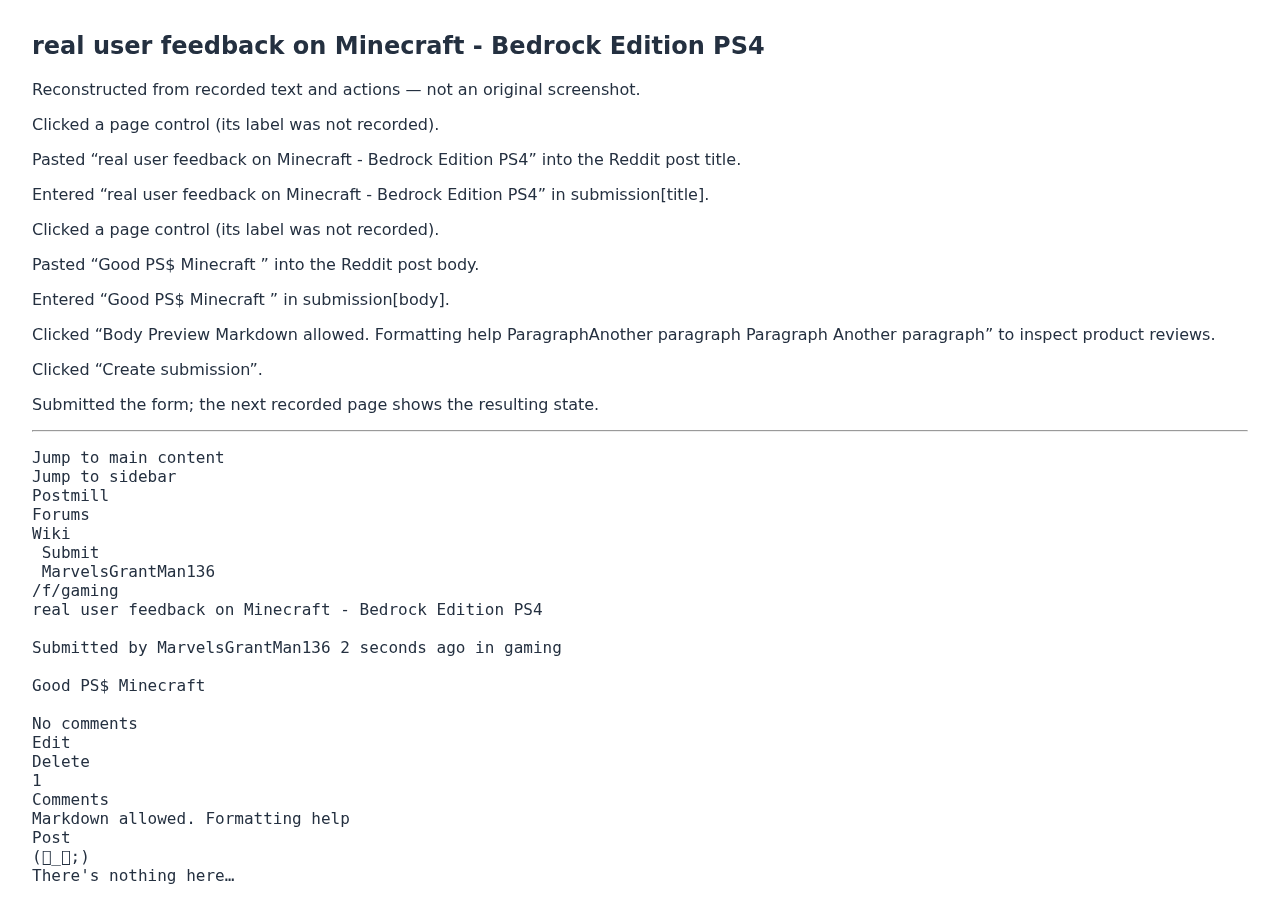 real user feedback on Minecraft - Bedrock Edition PS4
Reconstructed from recorded text and actions — not an original screenshot.
Clicked a page control (its label was not recorded).
Pasted “real user feedback on Minecraft - Bedrock Edition PS4” into the Reddit post title.
Entered “real user feedback on Minecraft - Bedrock Edition PS4” in submission[title].
Clicked a page control (its label was not recorded).
Pasted “Good PS$ Minecraft ” into the Reddit post body.
Entered “Good PS$ Minecraft ” in submission[body].
Clicked “Body Preview Markdown allowed. Formatting help ParagraphAnother paragraph Paragraph Another paragraph” to inspect product reviews.
Clicked “Create submission”.
Submitted the form; the next recorded page shows the resulting state.
Jump to main content
Jump to sidebar
Postmill
Forums
Wiki
Submit
MarvelsGrantMan136
/f/gaming
real user feedback on Minecraft - Bedrock Edition PS4
Submitted by MarvelsGrantMan136 2 seconds ago in gaming
Good PS$ Minecraft
No comments
Edit
Delete
1
Comments
Markdown allowed. Formatting help
Post
(▯_▯;)
There's nothing here…